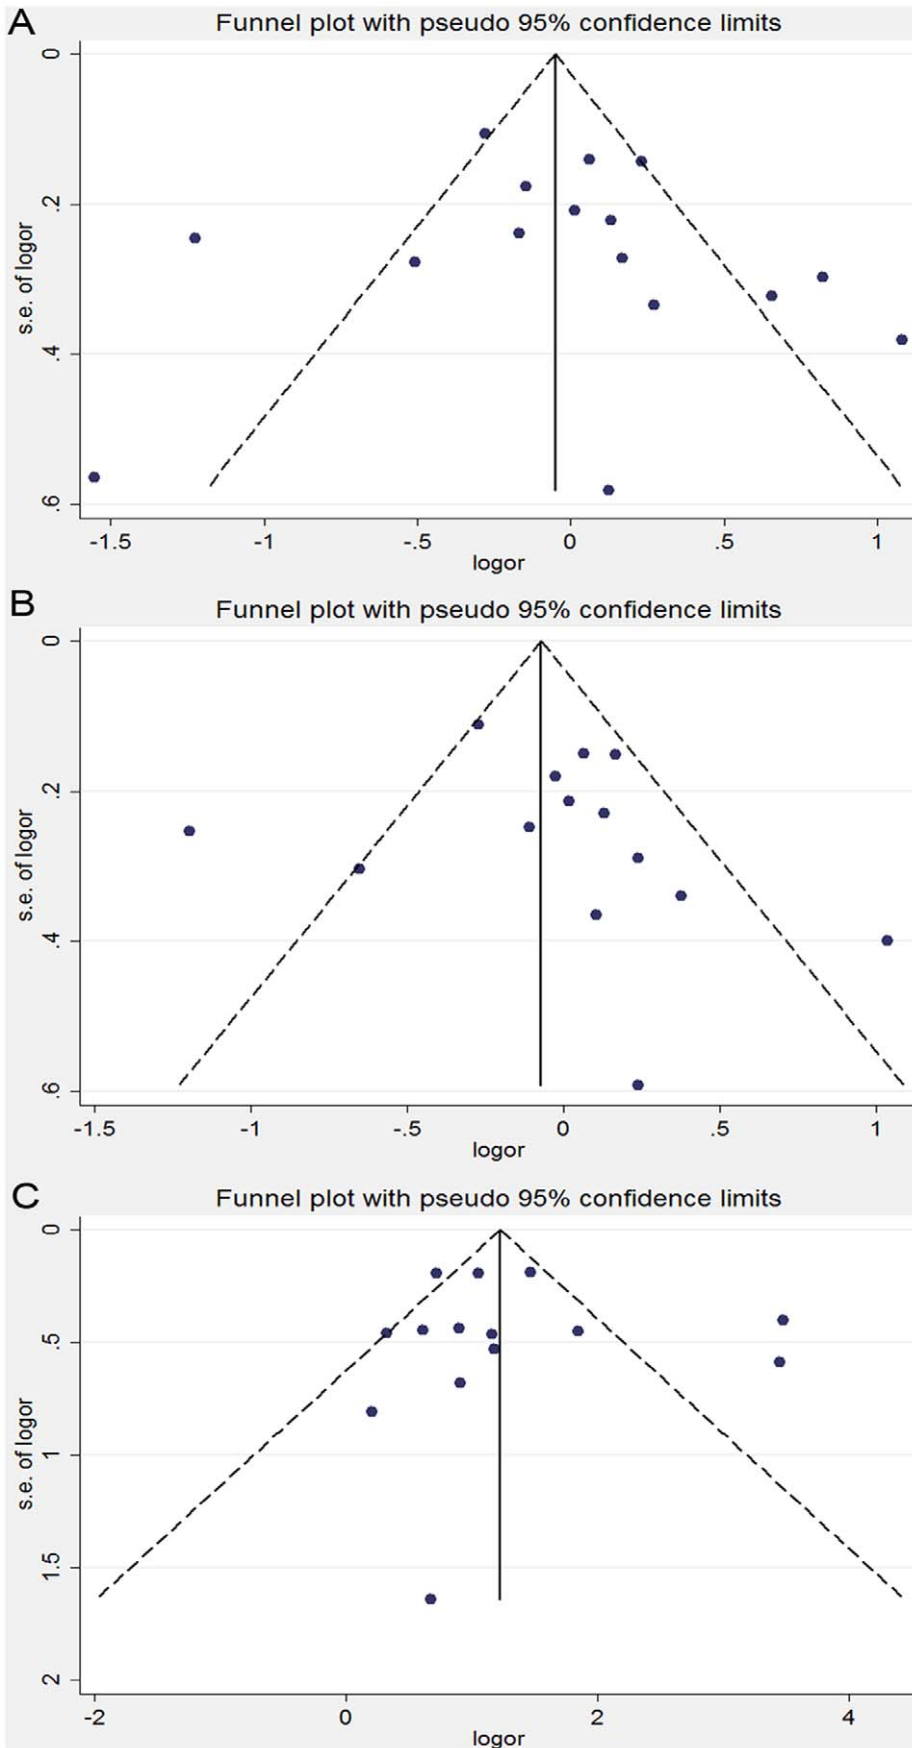 A
Funnel plot with pseudo 95% confidence limits
0
.2
.4
.6
s.e. of logor
-1.5 -1 -.5 0 .5 1
logor
B
Funnel plot with pseudo 95% confidence limits
0
.2
.4
.6
s.e. of logor
-1.5 -1 -.5 0 .5 1
logor
C
Funnel plot with pseudo 95% confidence limits
0
.5
1
1.5
2
s.e. of logor
-2 0 2 4
logor